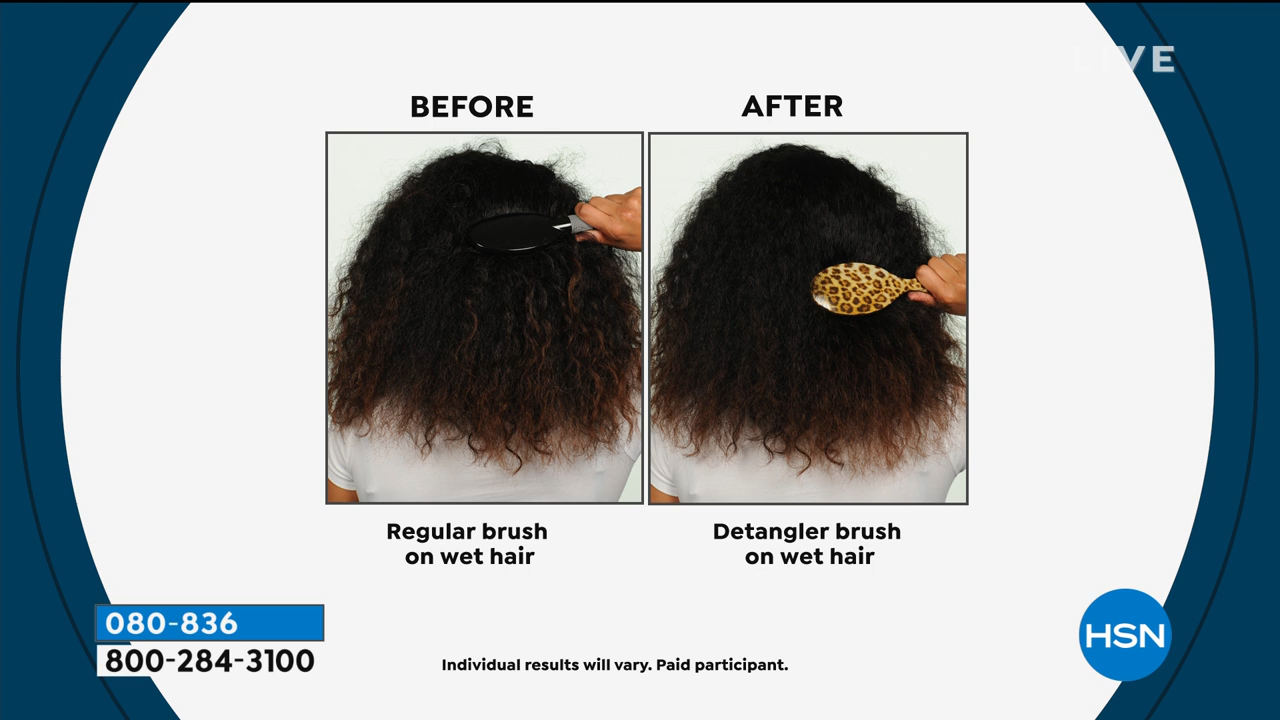 LIVE
BEFORE
AFTER
Regular brush
on wet hair
Detangler brush
on wet hair
080-836
800-284-3100
Individual results will vary. Paid participant.
HSN